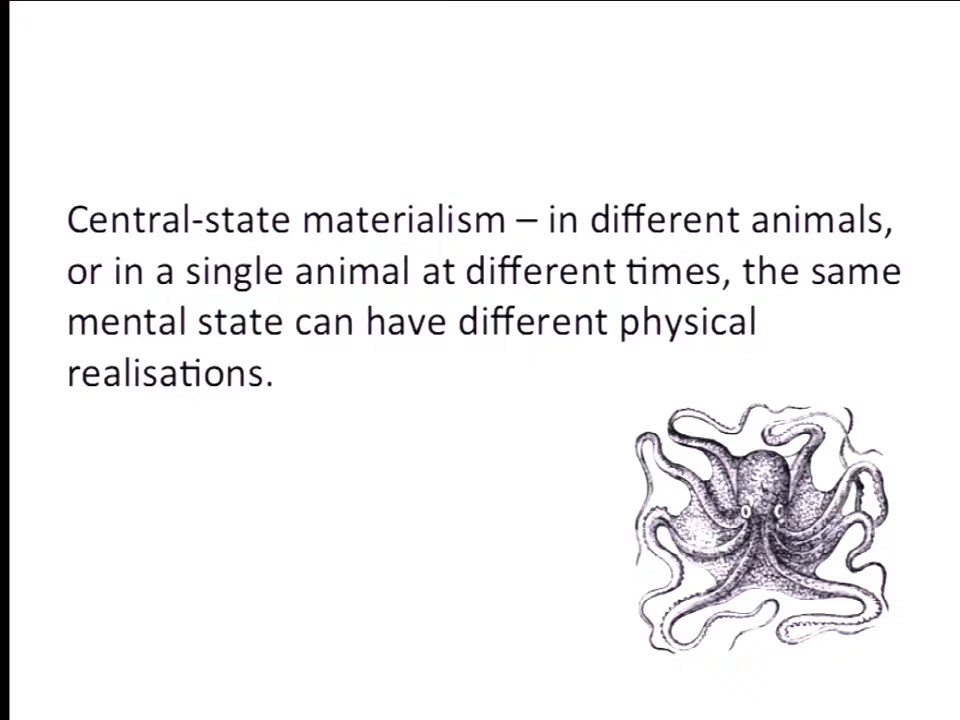 Central-state materialism – in different animals,
or in a single animal at different times, the same
mental state can have different physical
realisations.